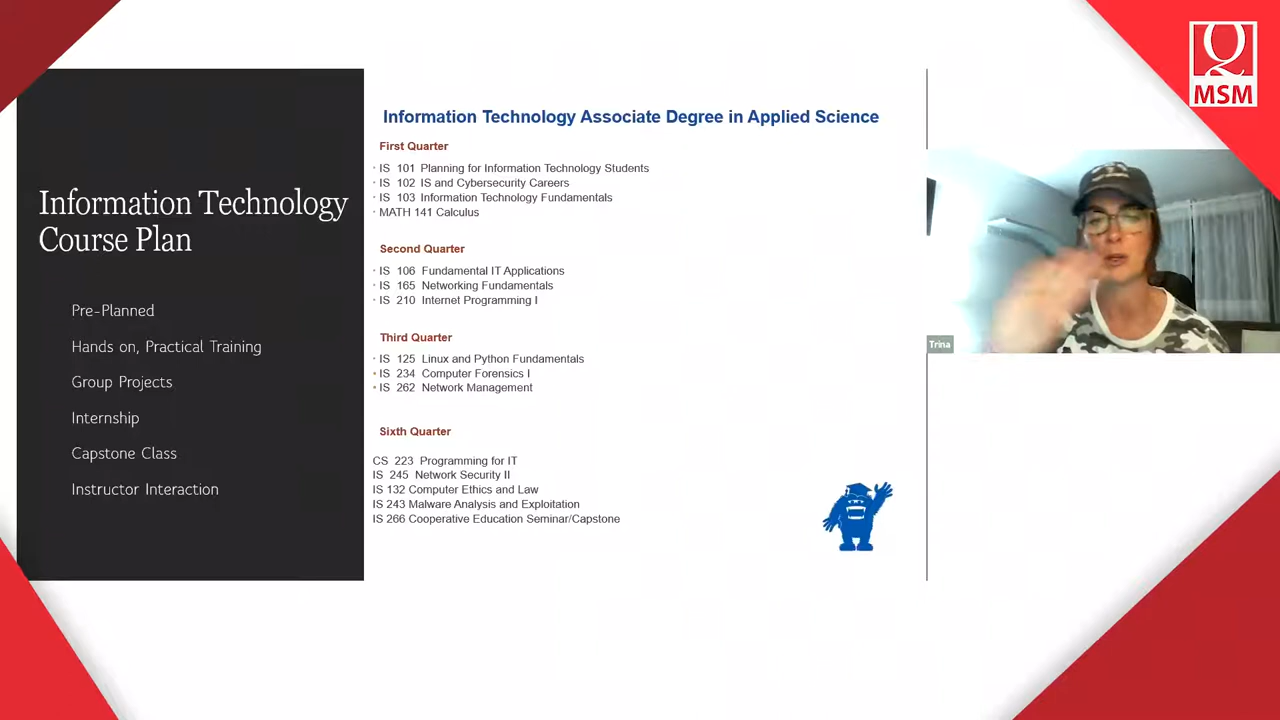 MSM
Information Technology Associate Degree in Applied Science
Information Technology
Course Plan
Pre-Planned
Hands on, Practical Training
Group Projects
Internship
Capstone Class
Instructor Interaction
First Quarter
• IS 101 Planning for Information Technology Students
• IS 102 IS and Cybersecurity Careers
• IS 103 Information Technology Fundamentals
• MATH 141 Calculus
Second Quarter
• IS 106 Fundamental IT Applications
• IS 165 Networking Fundamentals
• IS 210 Internet Programming I
Third Quarter
• IS 125 Linux and Python Fundamentals
• IS 234 Computer Forensics I
• IS 262 Network Management
Sixth Quarter
CS 223 Programming for IT
IS 245 Network Security II
IS 132 Computer Ethics and Law
IS 243 Malware Analysis and Exploitation
IS 266 Cooperative Education Seminar/Capstone
Trina